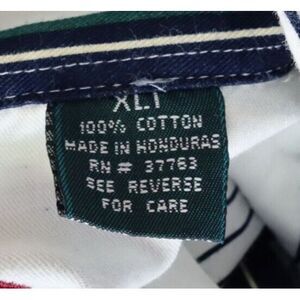 XLT
100% COTTON
MADE IN HONDURAS
RN # 37763
SEE REVERSE
FOR CARE